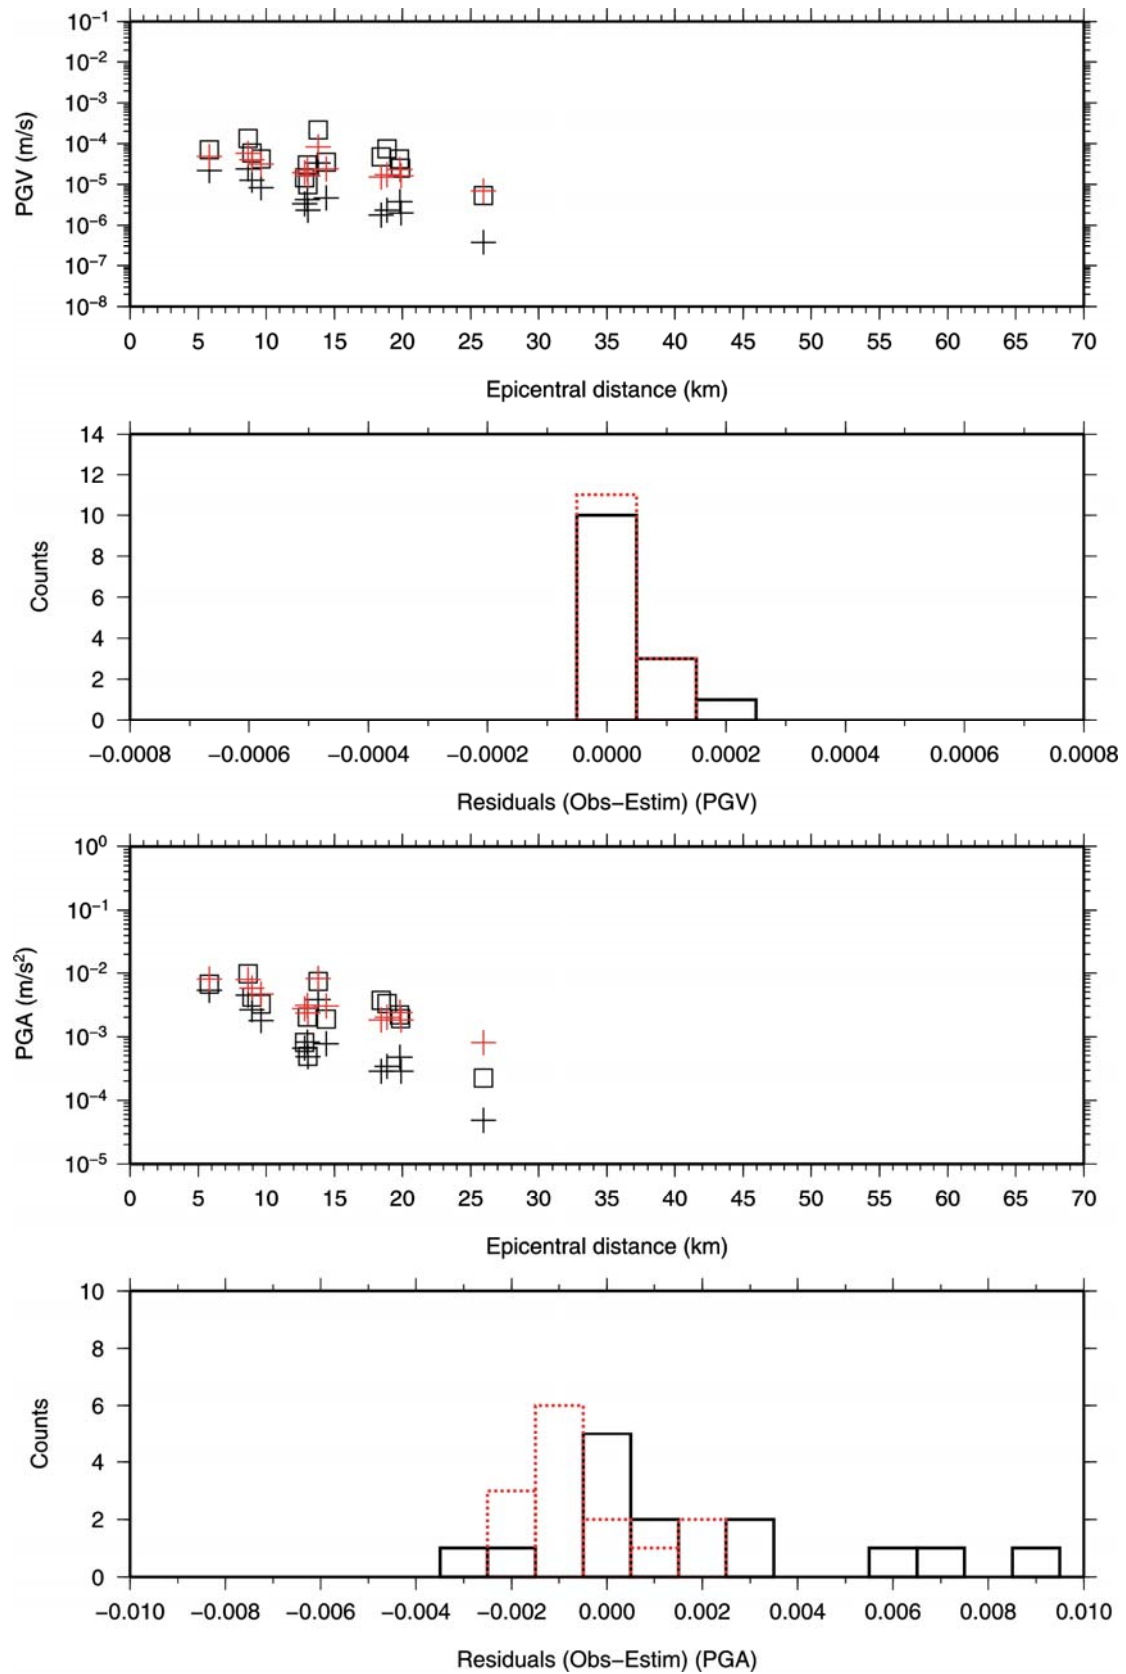 10⁻¹
10⁻²
10⁻³
10⁻⁴
10⁻⁵
10⁻⁶
10⁻⁷
10⁻⁸
PGV (m/s)
0 5 10 15 20 25 30 35 40 45 50 55 60 65 70
Epicentral distance (km)
14
12
10
8
6
4
2
0
Counts
−0.0008 −0.0006 −0.0004 −0.0002 0.0000 0.0002 0.0004 0.0006 0.0008
Residuals (Obs−Estim) (PGV)
10⁰
10⁻¹
10⁻²
10⁻³
10⁻⁴
10⁻⁵
PGA (m/s²)
0 5 10 15 20 25 30 35 40 45 50 55 60 65 70
Epicentral distance (km)
10
8
6
4
2
0
Counts
−0.010 −0.008 −0.006 −0.004 −0.002 0.000 0.002 0.004 0.006 0.008 0.010
Residuals (Obs−Estim) (PGA)